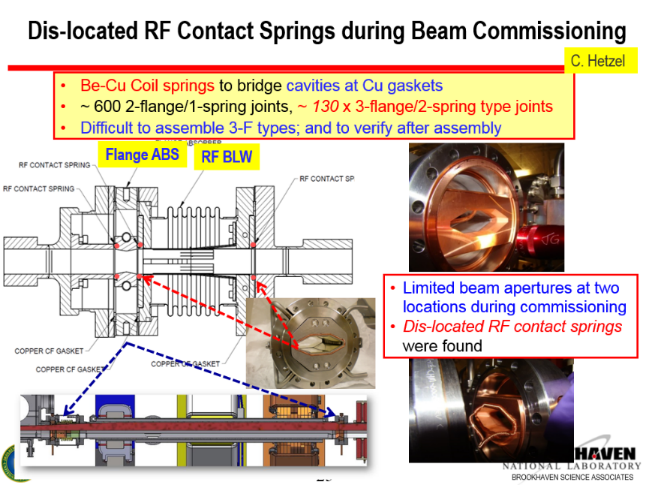 Dis-located RF Contact Springs during Beam Commissioning
C. Hetzel
• Be-Cu Coil springs to bridge cavities at Cu gaskets
• ~ 600 2-flange/1-spring joints, ~ 130 x 3-flange/2-spring type joints
• Difficult to assemble 3-F types; and to verify after assembly
Flange ABS
RF BLW
RF CONTACT SPRING
RF CONTACT SPRING
RF CONTACT SP
JG
• Limited beam apertures at two
locations during commissioning
• Dis-located RF contact springs
were found
COPPER CF GASKET
COPPER CF GASKET
GASKET
HAVEN
NATIONAL LABORATORY
BROOKHAVEN SCIENCE ASSOCIATES